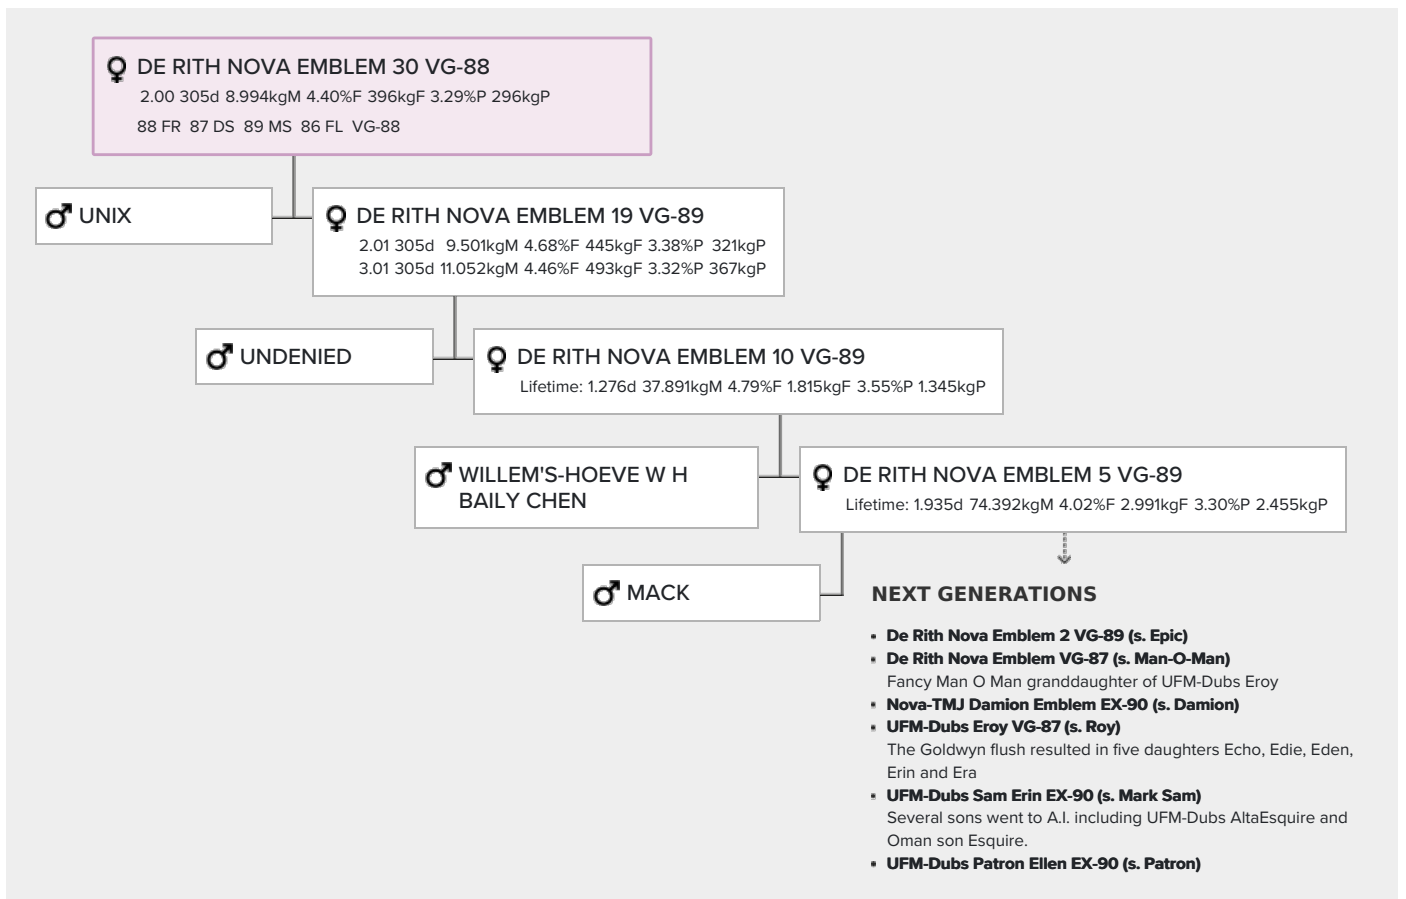 DE RITH NOVA EMBLEM 30 VG-88
2.00 305d 8.994kgM 4.40%F 396kgF 3.29%P 296kgP
88 FR 87 DS 89 MS 86 FL VG-88
UNIX
DE RITH NOVA EMBLEM 19 VG-89
2.01 305d 9.501kgM 4.68%F 445kgF 3.38%P 321kgP
3.01 305d 11.052kgM 4.46%F 493kgF 3.32%P 367kgP
UNDENIED
DE RITH NOVA EMBLEM 10 VG-89
Lifetime: 1.276d 37.891kgM 4.79%F 1.815kgF 3.55%P 1.345kgP
WILLEM'S-HOEVE W H
BAILY CHEN
DE RITH NOVA EMBLEM 5 VG-89
Lifetime: 1.935d 74.392kgM 4.02%F 2.991kgF 3.30%P 2.455kgP
MACK
NEXT GENERATIONS
De Rith Nova Emblem 2 VG-89 (s. Epic)
De Rith Nova Emblem VG-87 (s. Man-O-Man)
Fancy Man O Man granddaughter of UFM-Dubs Eroy
Nova-TMJ Damion Emblem EX-90 (s. Damion)
UFM-Dubs Eroy VG-87 (s. Roy)
The Goldwyn flush resulted in five daughters Echo, Edie, Eden,
Erin and Era
UFM-Dubs Sam Erin EX-90 (s. Mark Sam)
Several sons went to A.I. including UFM-Dubs AltaEsquire and
Oman son Esquire.
UFM-Dubs Patron Ellen EX-90 (s. Patron)